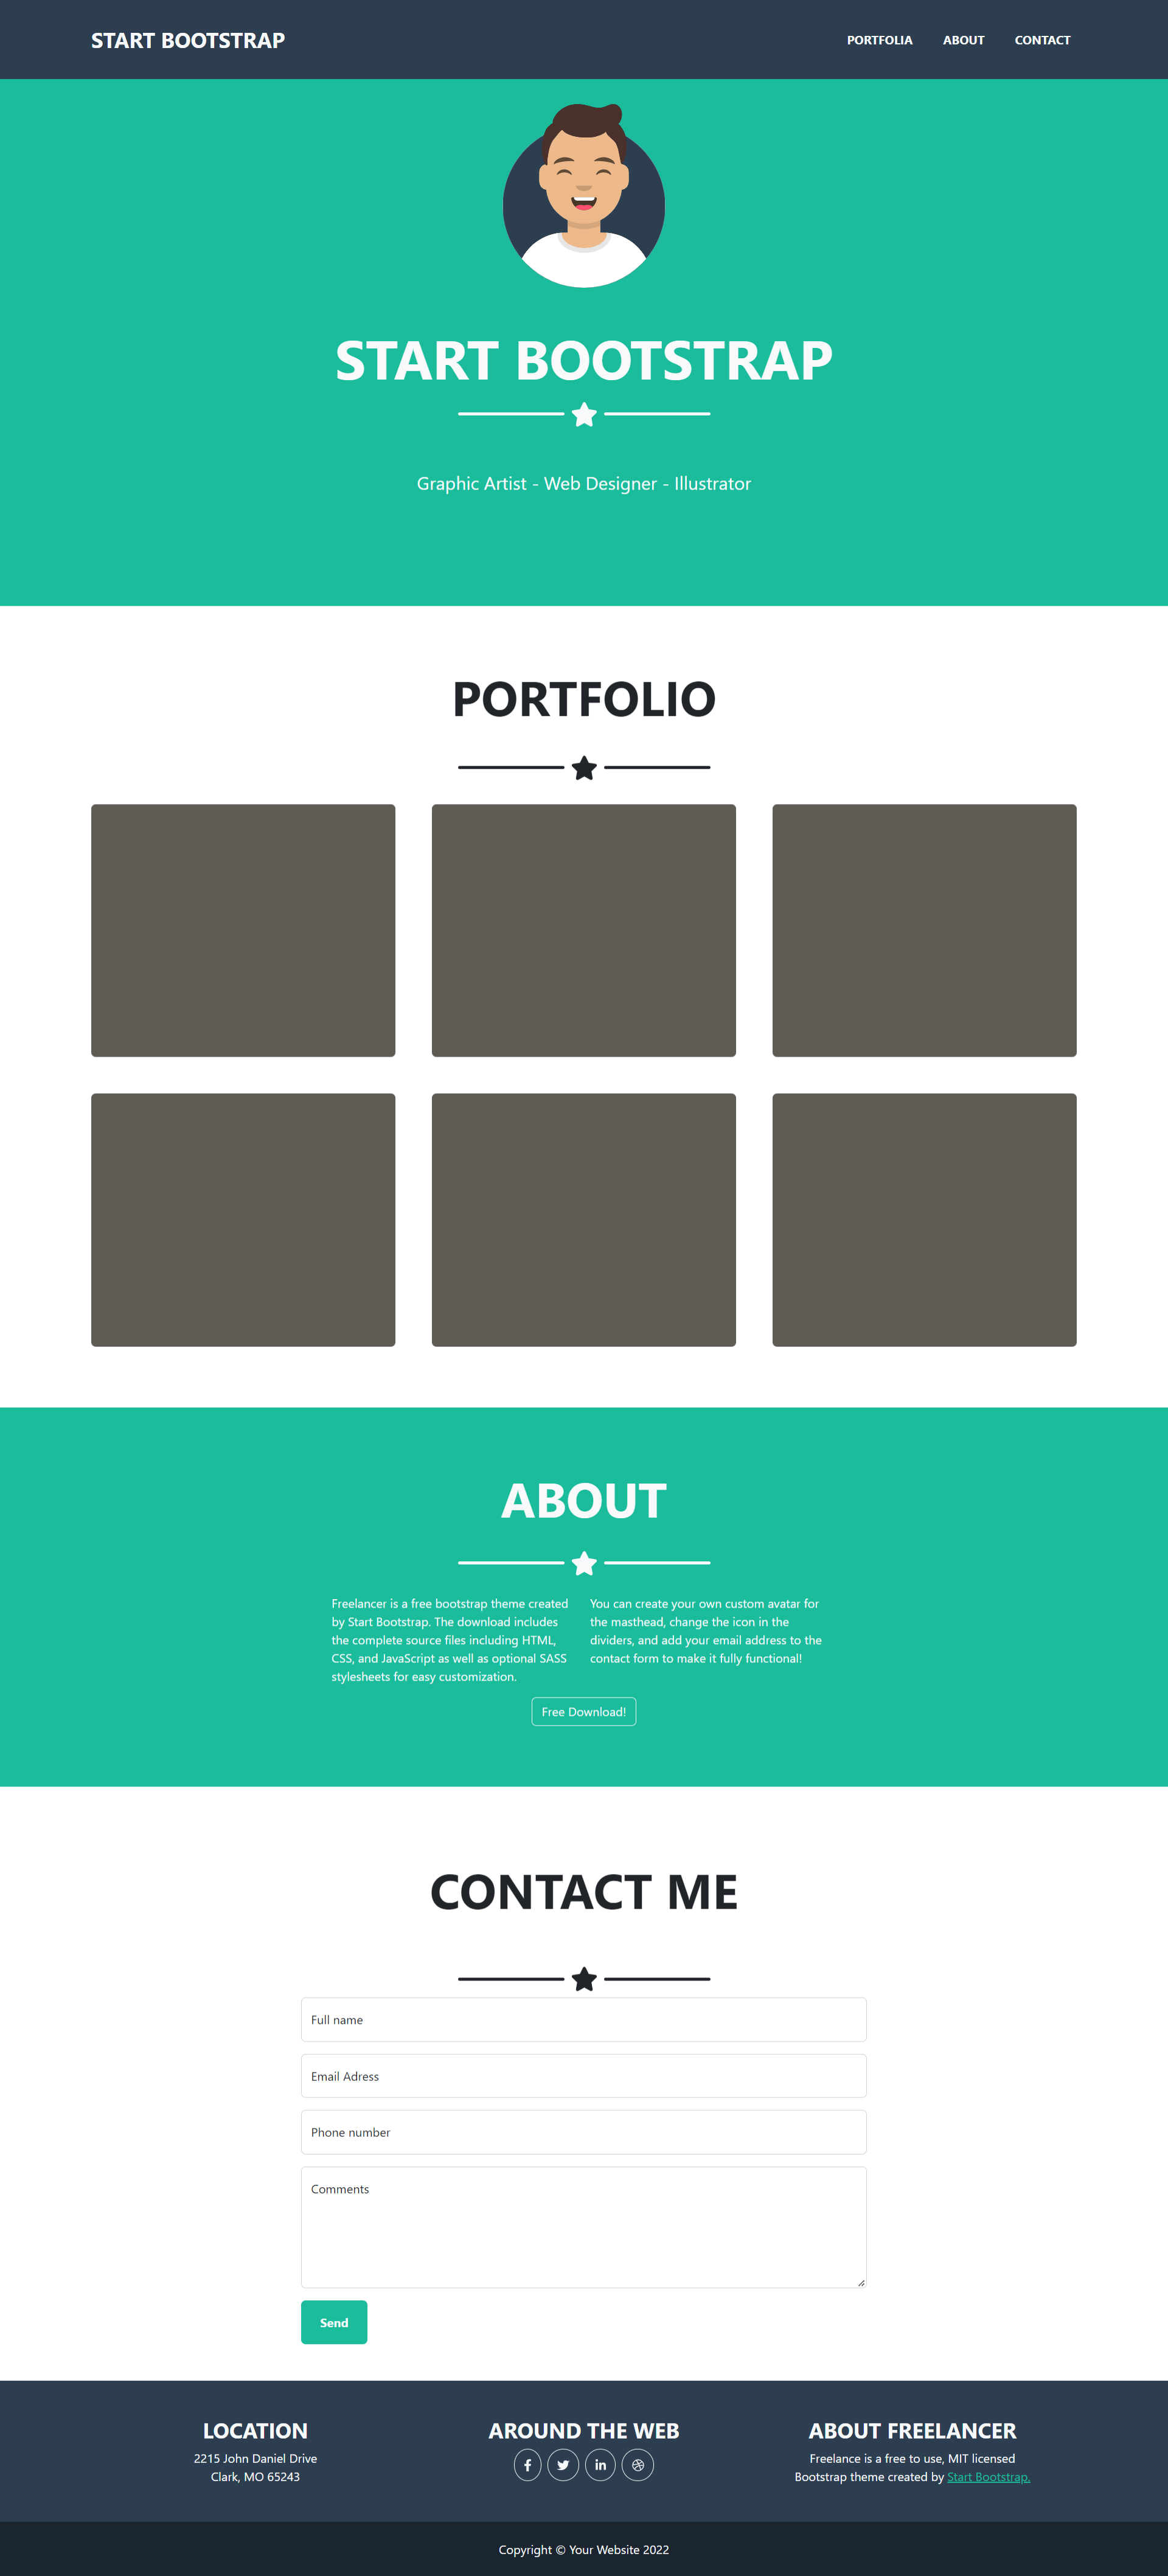 START BOOTSTRAP
PORTFOLIA
ABOUT
CONTACT
START BOOTSTRAP
Graphic Artist - Web Designer - Illustrator
PORTFOLIO
ABOUT
Freelancer is a free bootstrap theme created
by Start Bootstrap. The download includes
the complete source files including HTML,
CSS, and JavaScript as well as optional SASS
stylesheets for easy customization.
You can create your own custom avatar for
the masthead, change the icon in the
dividers, and add your email address to the
contact form to make it fully functional!
Free Download!
CONTACT ME
Full name
Email Adress
Phone number
Comments
Send
LOCATION
2215 John Daniel Drive
Clark, MO 65243
AROUND THE WEB
ABOUT FREELANCER
Freelance is a free to use, MIT licensed
Bootstrap theme created by Start Bootstrap.
Copyright © Your Website 2022